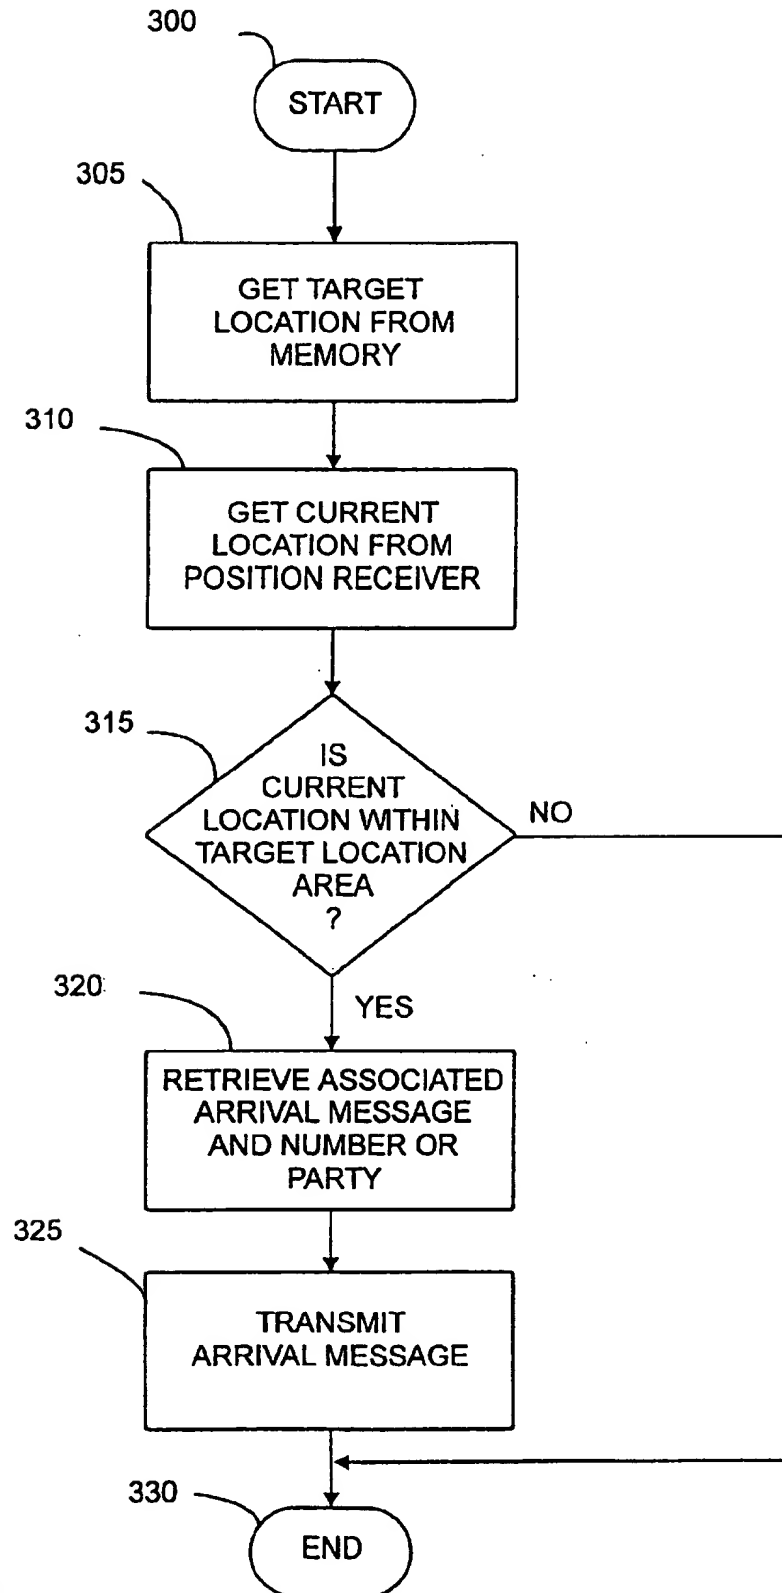 300
START
305
GET TARGET
LOCATION FROM
MEMORY
310
GET CURRENT
LOCATION FROM
POSITION RECEIVER
315
IS
CURRENT
LOCATION WITHIN
TARGET LOCATION
AREA
?
NO
320
YES
RETRIEVE ASSOCIATED
ARRIVAL MESSAGE
AND NUMBER OR
PARTY
325
TRANSMIT
ARRIVAL MESSAGE
330
END